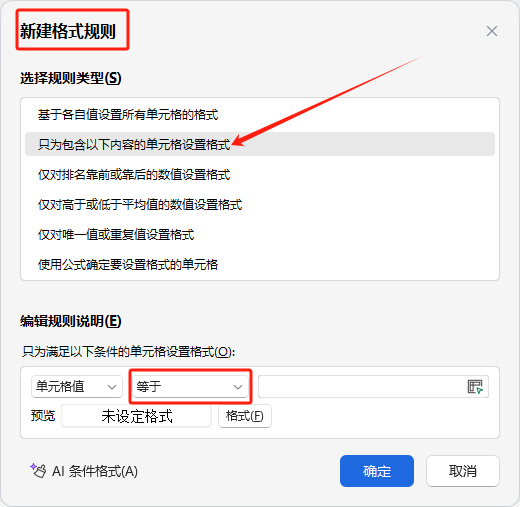 新建格式规则
选择规则类型(S)
基于各自值设置所有单元格的格式
只为包含以下内容的单元格设置格式
仅对排名靠前或靠后的数值设置格式
仅对高于或低于平均值的数值设置格式
仅对唯一值或重复值设置格式
使用公式确定要设置格式的单元格
编辑规则说明(E)
只为满足以下条件的单元格设置格式(O):
单元格值 等于
预览 未设定格式 格式(F)
AI 条件格式(A) 确定 取消